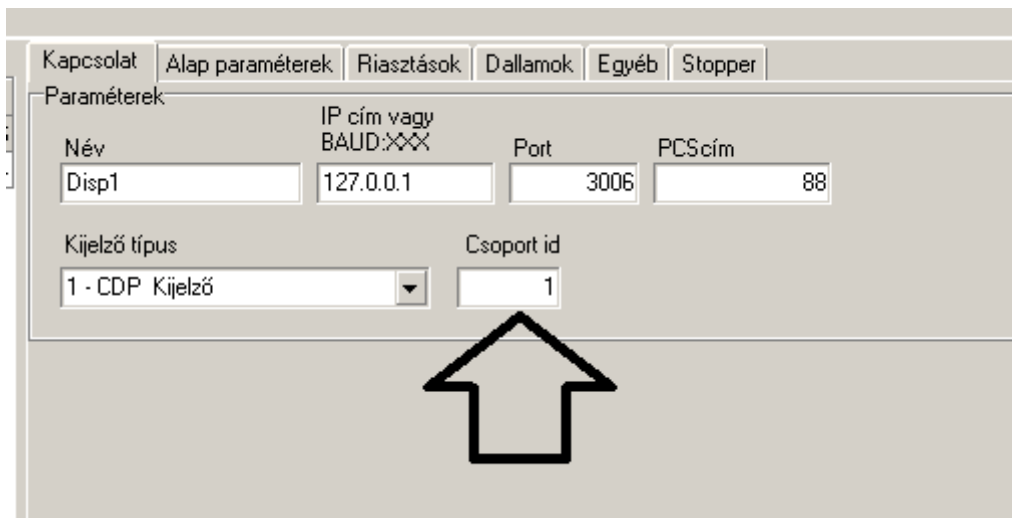 Kapcsolat Alap paraméterek Riasztások Dallamok Egyéb Stopper
Paraméterek
Név
IP cím vagy
BAUD:XXX
Port
PCScím
Disp1 127.0.0.1 3006 88
Kijelző típus Csoport id
1 - CDP Kijelző 1